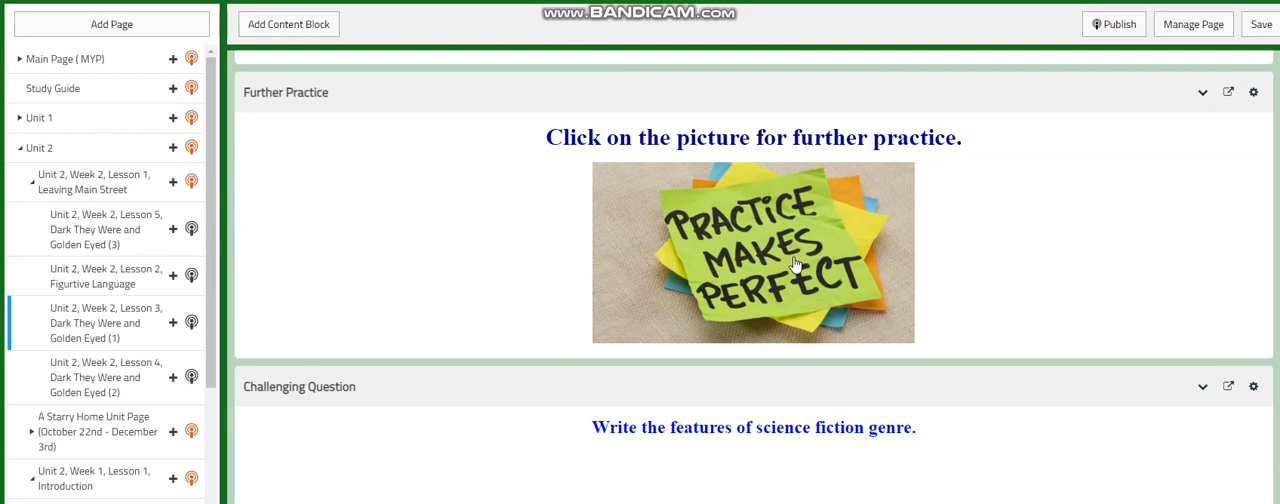 www.BANDICAM.com
Add Page
Add Content Block
Publish
Manage Page
Save
Main Page ( MYP)
Study Guide
Unit 1
Unit 2
Unit 2, Week 2, Lesson 1,
Leaving Main Street
Unit 2, Week 2, Lesson 5,
Dark They Were and
Golden Eyed (3)
Unit 2, Week 2, Lesson 2,
Figurtive Language
Unit 2, Week 2, Lesson 3,
Dark They Were and
Golden Eyed (1)
Unit 2, Week 2, Lesson 4,
Dark They Were and
Golden Eyed (2)
A Starry Home Unit Page
(October 22nd - December
3rd)
Unit 2, Week 1, Lesson 1,
Introduction
Further Practice
Click on the picture for further practice.
PRACTICE
MAKES
PERFECT
Challenging Question
Write the features of science fiction genre.